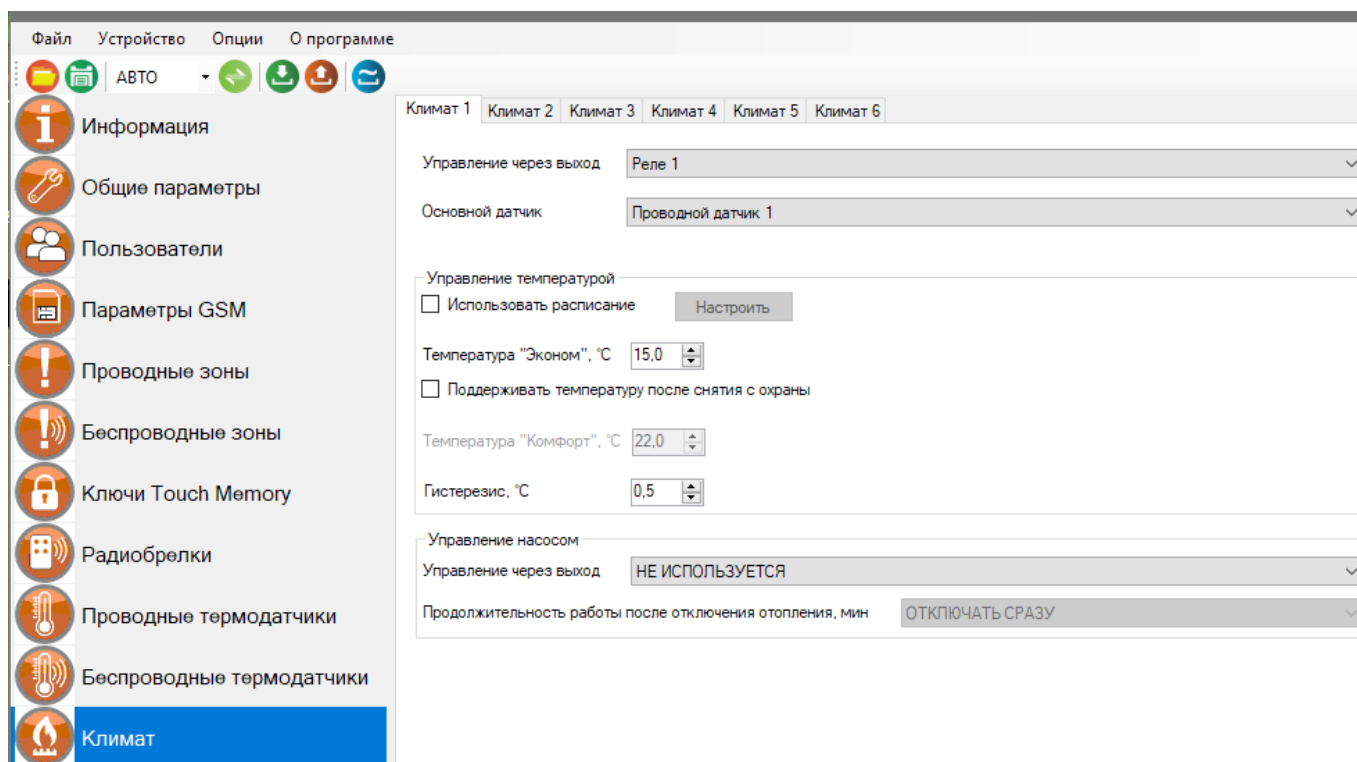 Файл Устройство Опции О программе
АВТО
Информация
Общие параметры
Пользователи
Параметры GSM
Проводные зоны
Беспроводные зоны
Ключи Touch Memory
Радиобрелки
Проводные термодатчики
Беспроводные термодатчики
Климат
Климат 1 Климат 2 Климат 3 Климат 4 Климат 5 Климат 6
Управление через выход Реле 1
Основной датчик Проводной датчик 1
Управление температурой
Использовать расписание Настроить
Температура "Эконом", °С 15,0
Поддерживать температуру после снятия с охраны
Температура "Комфорт", °С 22,0
Гистерезис, °С 0,5
Управление насосом
Управление через выход НЕ ИСПОЛЬЗУЕТСЯ
Продолжительность работы после отключения отопления, мин ОТКЛЮЧАТЬ СРАЗУ